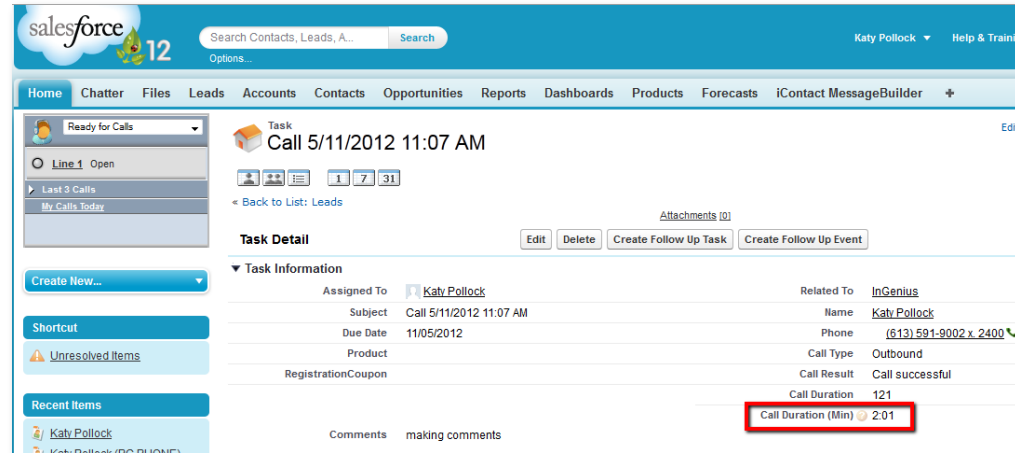 salesforce
12
Search Contacts, Leads, A...
Search
Options...
Katy Pollock
Help & Traini
Home Chatter Files Leads Accounts Contacts Opportunities Reports Dashboards Products Forecasts iContact MessageBuilder +
Ready for Calls
Line 1 Open
Last 3 Calls
My Calls Today
Create New...
Shortcut
Unresolved Items
Recent Items
Katy Pollock
Katy Pollock (PC PHONE)
Task
Call 5/11/2012 11:07 AM
Edi
1 7 31
« Back to List: Leads
Attachments [0]
Task Detail
Edit Delete Create Follow Up Task Create Follow Up Event
Task Information
Assigned To Katy Pollock Related To InGenius
Subject Call 5/11/2012 11:07 AM Name Katy Pollock
Due Date 11/05/2012 Phone (613) 591-9002 x. 2400
Product Call Type Outbound
RegistrationCoupon Call Result Call successful
Call Duration 121
Call Duration (Min) 2:01
Comments making comments